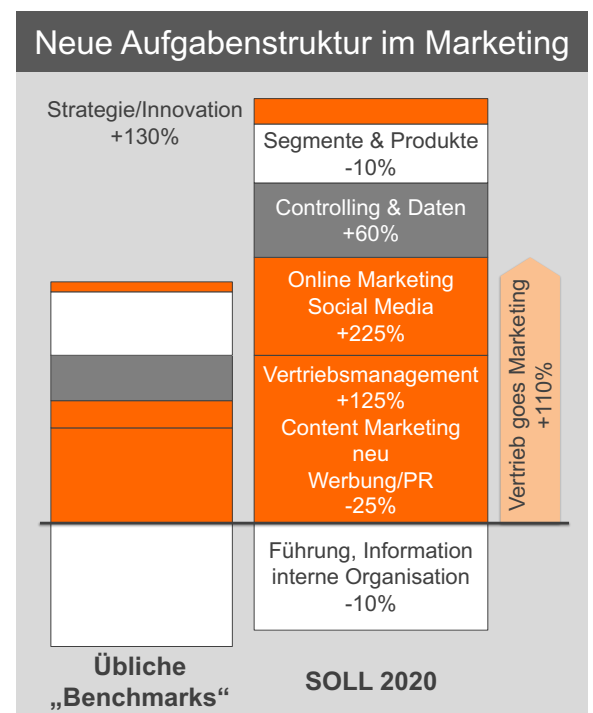 Neue Aufgabenstruktur im Marketing
Strategie/Innovation
+130%
Segmente & Produkte
-10%
Controlling & Daten
+60%
Online Marketing
Social Media
+225%
Vertriebsmanagement
+125%
Content Marketing
neu
Werbung/PR
-25%
Vertrieb goes Marketing
+110%
Führung, Information
interne Organisation
-10%
Übliche
„Benchmarks“
SOLL 2020